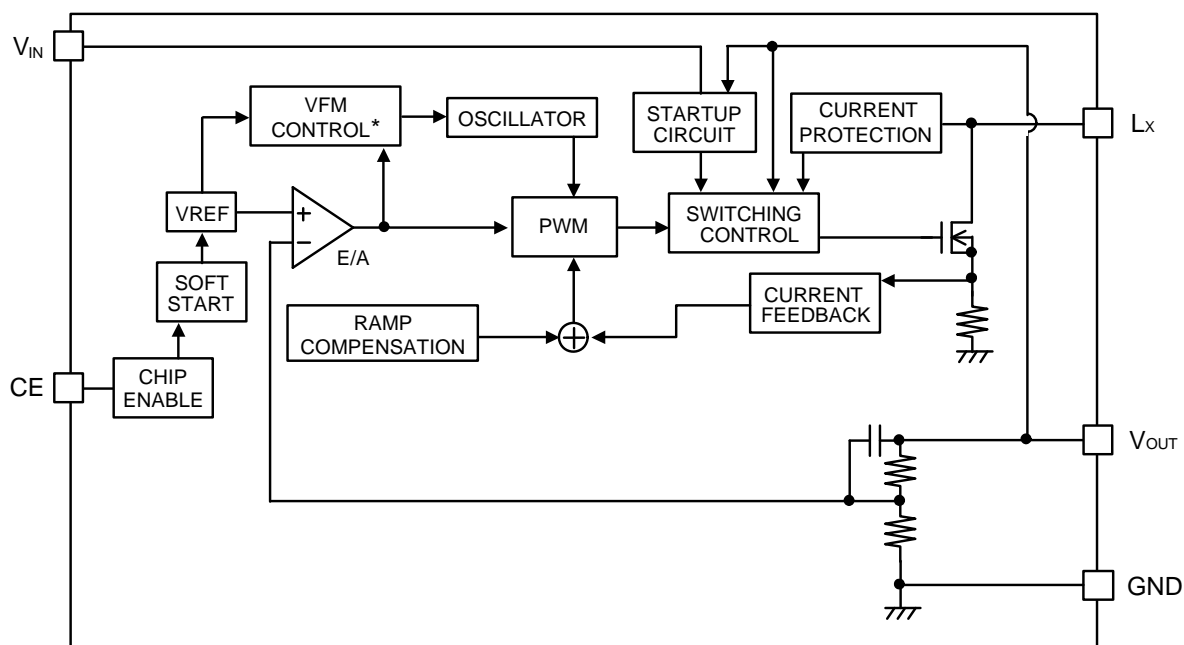 VIN
VFM
CONTROL*
OSCILLATOR
STARTUP
CIRCUIT
CURRENT
PROTECTION
LX
VREF
+
−
E/A
PWM
SWITCHING
CONTROL
SOFT
START
RAMP
COMPENSATION
CURRENT
FEEDBACK
CE
CHIP
ENABLE
VOUT
GND